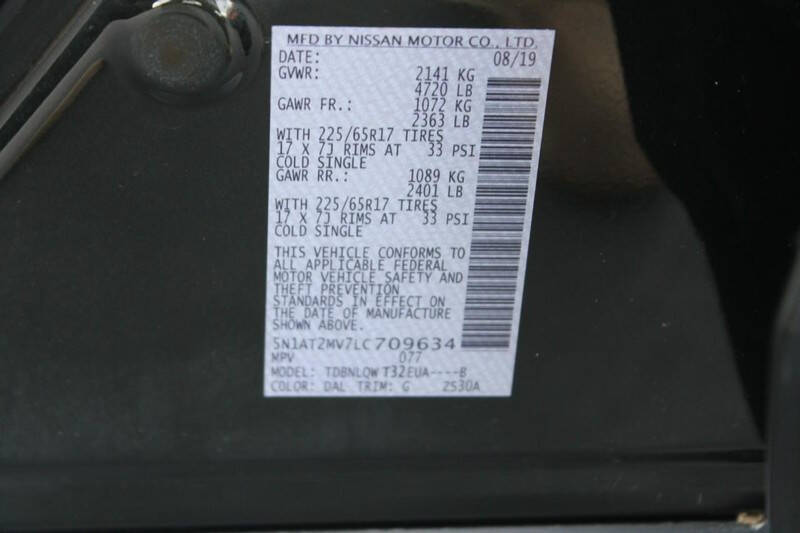 MFD BY NISSAN MOTOR CO., LTD.
DATE: 08/19
GVWR: 2141 KG
4720 LB
GAWR FR.: 1072 KG
2363 LB
WITH 225/65R17 TIRES
17 X 7J RIMS AT 33 PSI
COLD SINGLE
GAWR RR.: 1089 KG
2401 LB
WITH 225/65R17 TIRES
17 X 7J RIMS AT 33 PSI
COLD SINGLE
THIS VEHICLE CONFORMS TO
ALL APPLICABLE FEDERAL
MOTOR VEHICLE SAFETY AND
THEFT PREVENTION
STANDARDS IN EFFECT ON
THE DATE OF MANUFACTURE
SHOWN ABOVE.
5N1AT2MV7LC709634
MPV 077
MODEL: TDBNLQW T32EUA----B
COLOR: DAL TRIM: G 2S30A